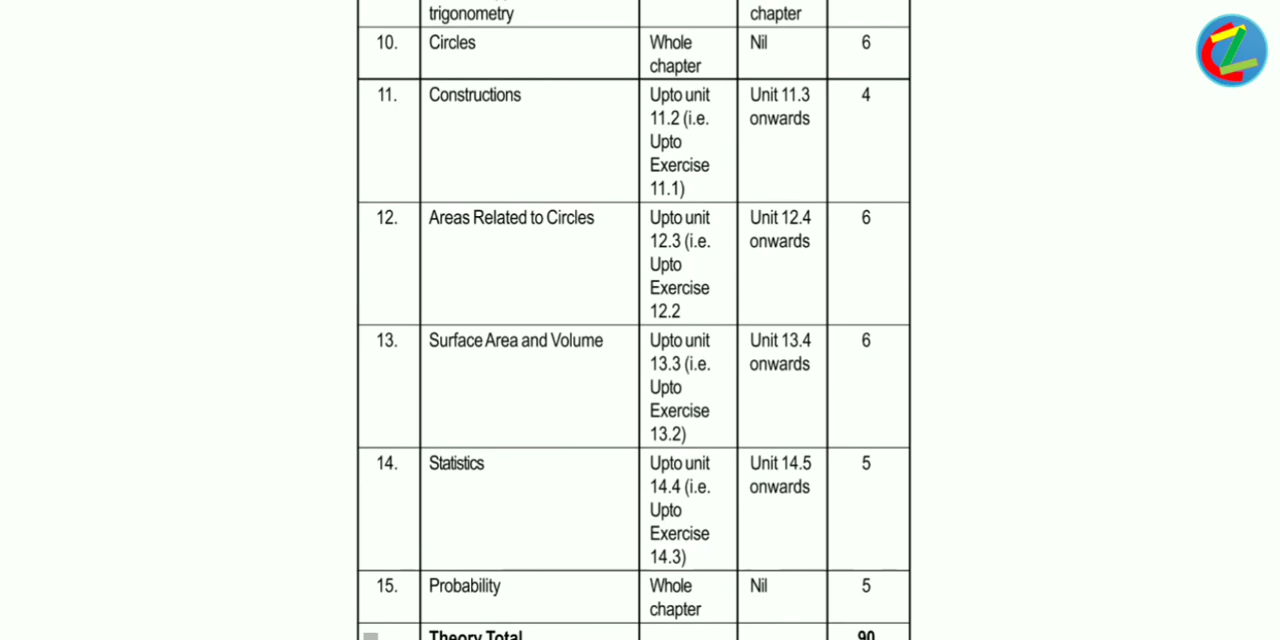 trigonometry chapter
10. Circles Whole Nil 6
chapter
11. Constructions Upto unit Unit 11.3 4
11.2 (i.e. onwards
Upto
Exercise
11.1)
12. Areas Related to Circles Upto unit Unit 12.4 6
12.3 (i.e. onwards
Upto
Exercise
12.2
13. Surface Area and Volume Upto unit Unit 13.4 6
13.3 (i.e. onwards
Upto
Exercise
13.2)
14. Statistics Upto unit Unit 14.5 5
14.4 (i.e. onwards
Upto
Exercise
14.3)
15. Probability Whole Nil 5
chapter
Theory Total 90